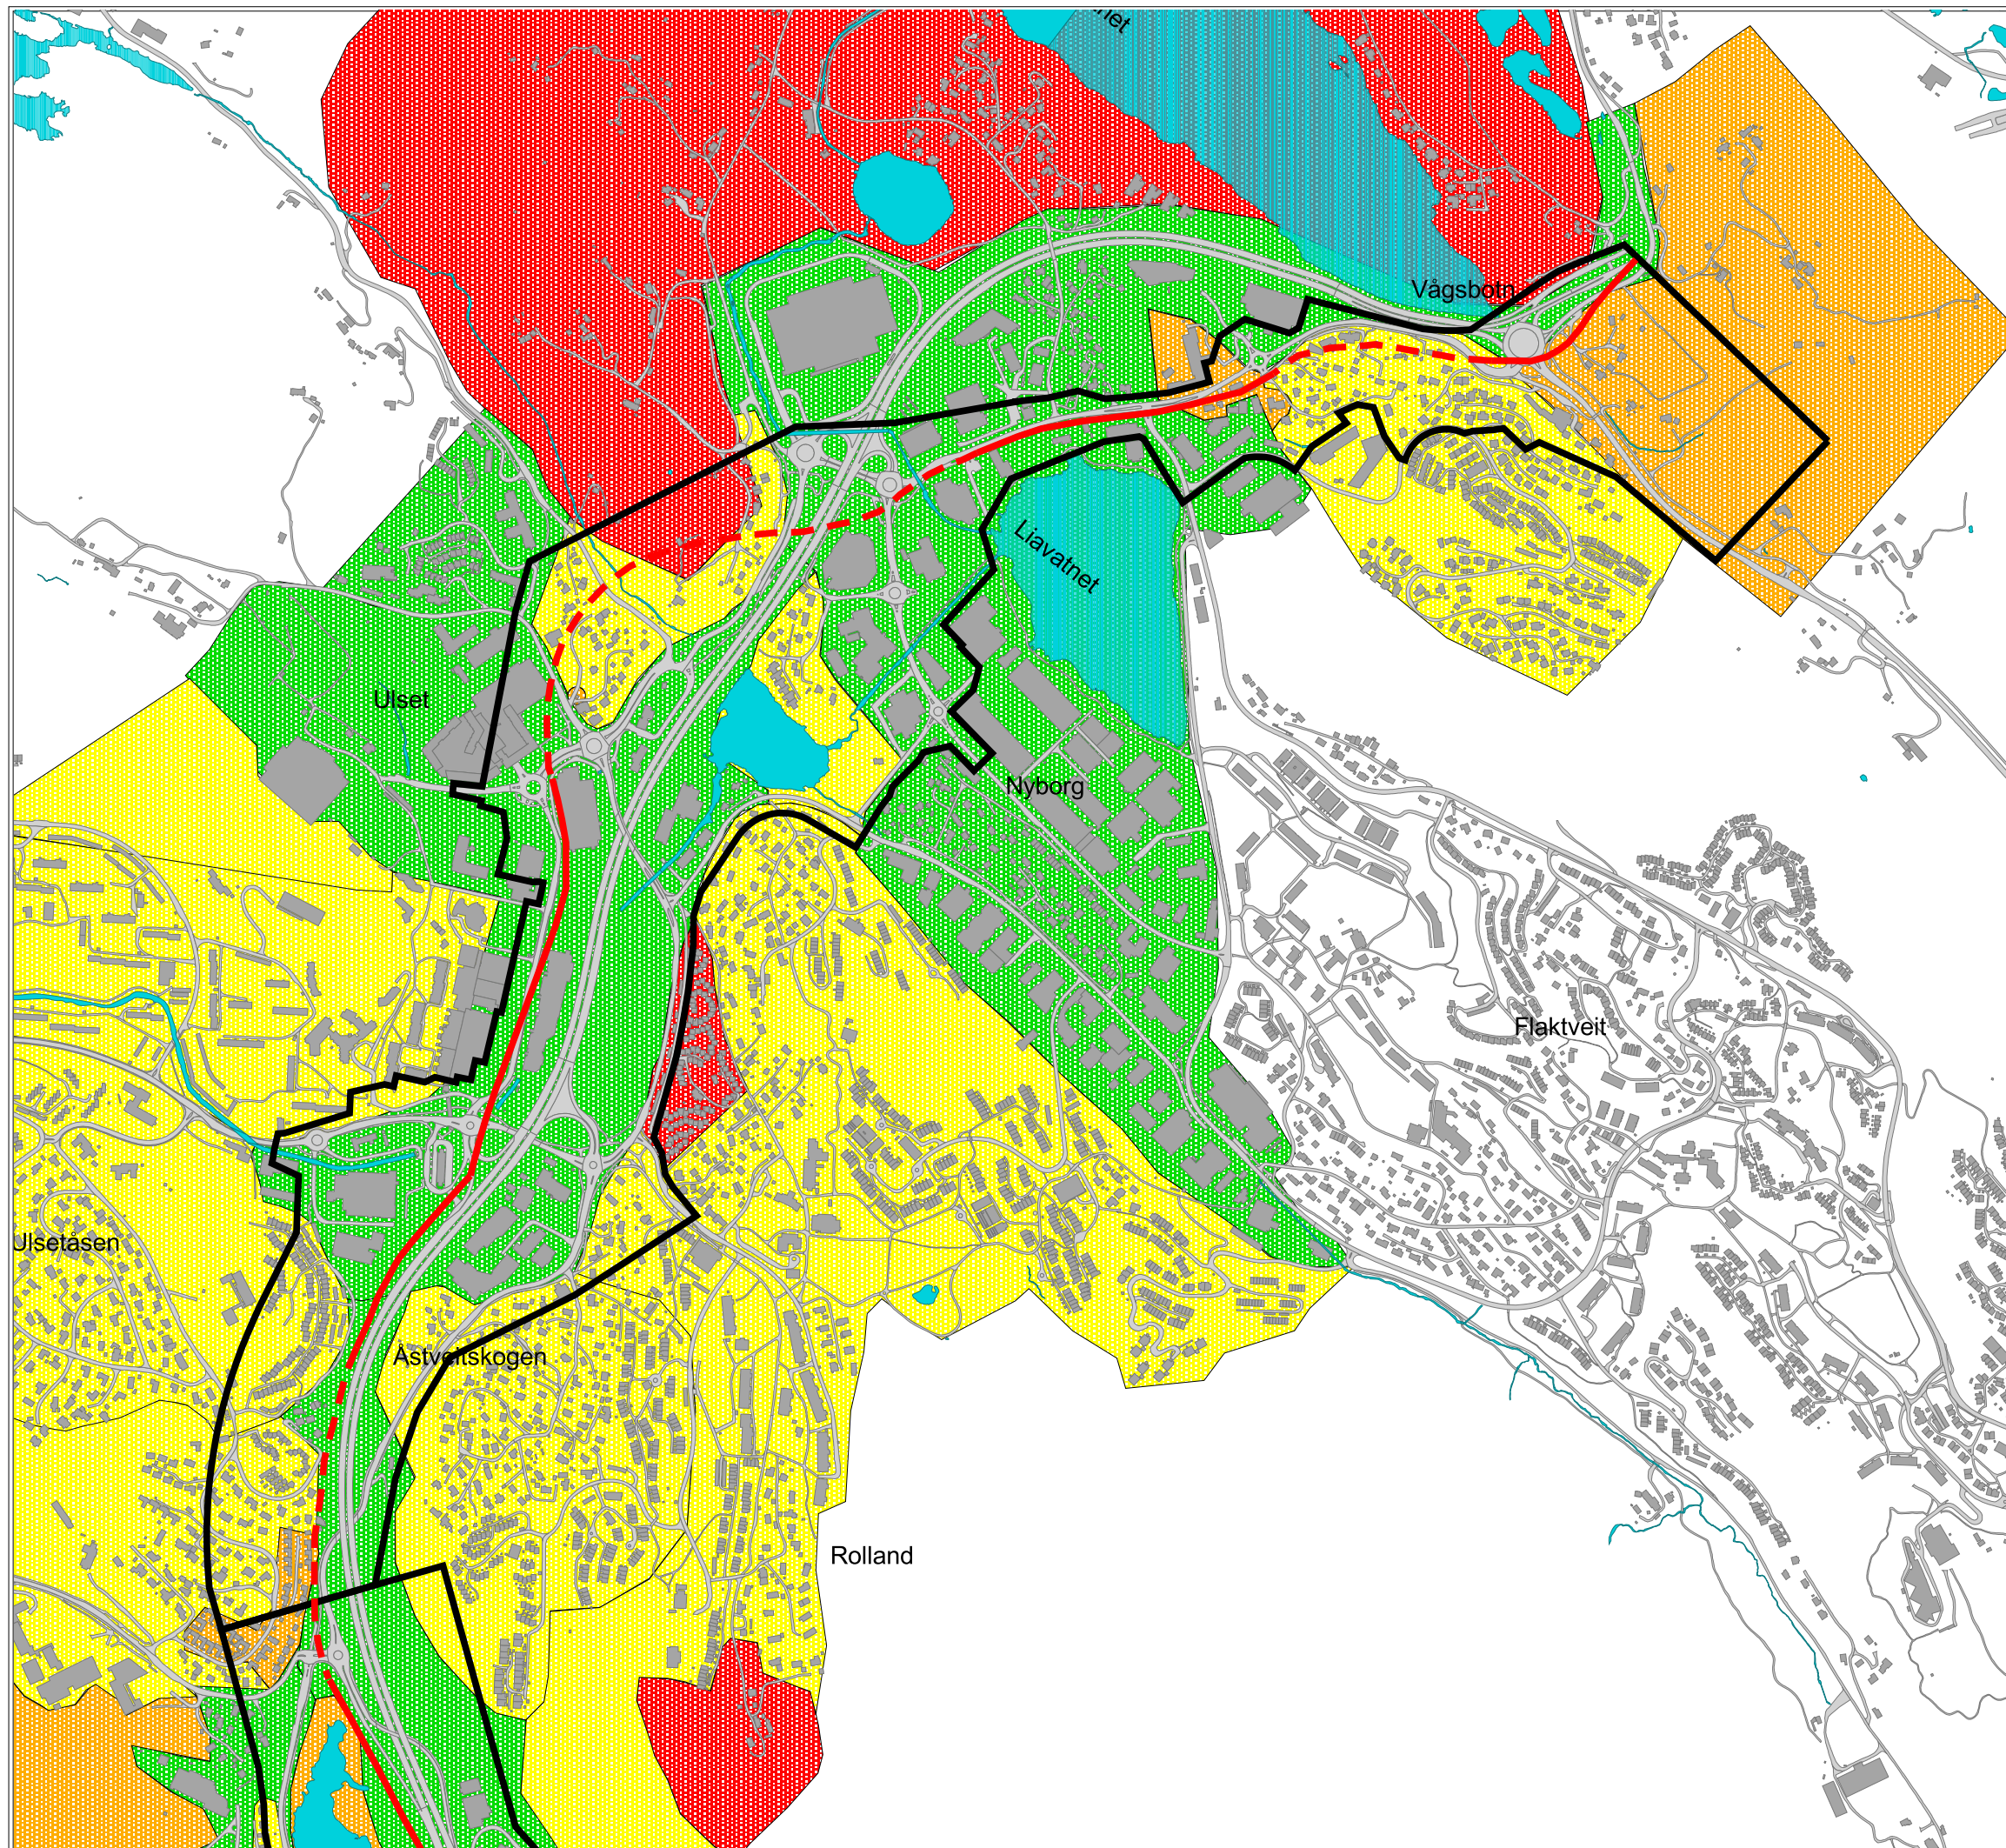 Vågsbotn
Liavatnet
Ulset
Nyborg
Flaktveit
Ulsetåsen
Åstveitskogen
Rolland